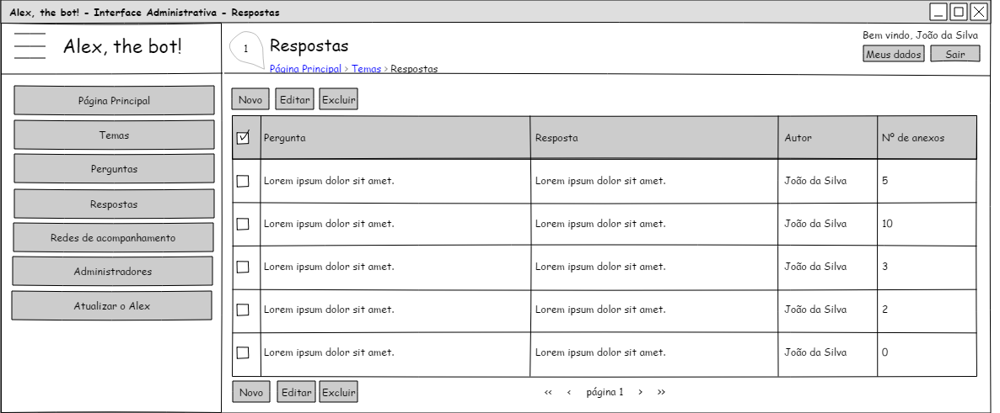 Alex, the bot! - Interface Administrativa - Respostas
Alex, the bot!
1
Respostas
Página Principal > Temas > Respostas
Bem vindo, João da Silva
Meus dados Sair
Página Principal
Temas
Perguntas
Respostas
Redes de acompanhamento
Administradores
Atualizar o Alex
Novo Editar Excluir
Pergunta Resposta Autor Nº de anexos
Lorem ipsum dolor sit amet. Lorem ipsum dolor sit amet. João da Silva 5
Lorem ipsum dolor sit amet. Lorem ipsum dolor sit amet. João da Silva 10
Lorem ipsum dolor sit amet. Lorem ipsum dolor sit amet. João da Silva 3
Lorem ipsum dolor sit amet. Lorem ipsum dolor sit amet. João da Silva 2
Lorem ipsum dolor sit amet. Lorem ipsum dolor sit amet. João da Silva 0
Novo Editar Excluir
<< < página 1 > >>